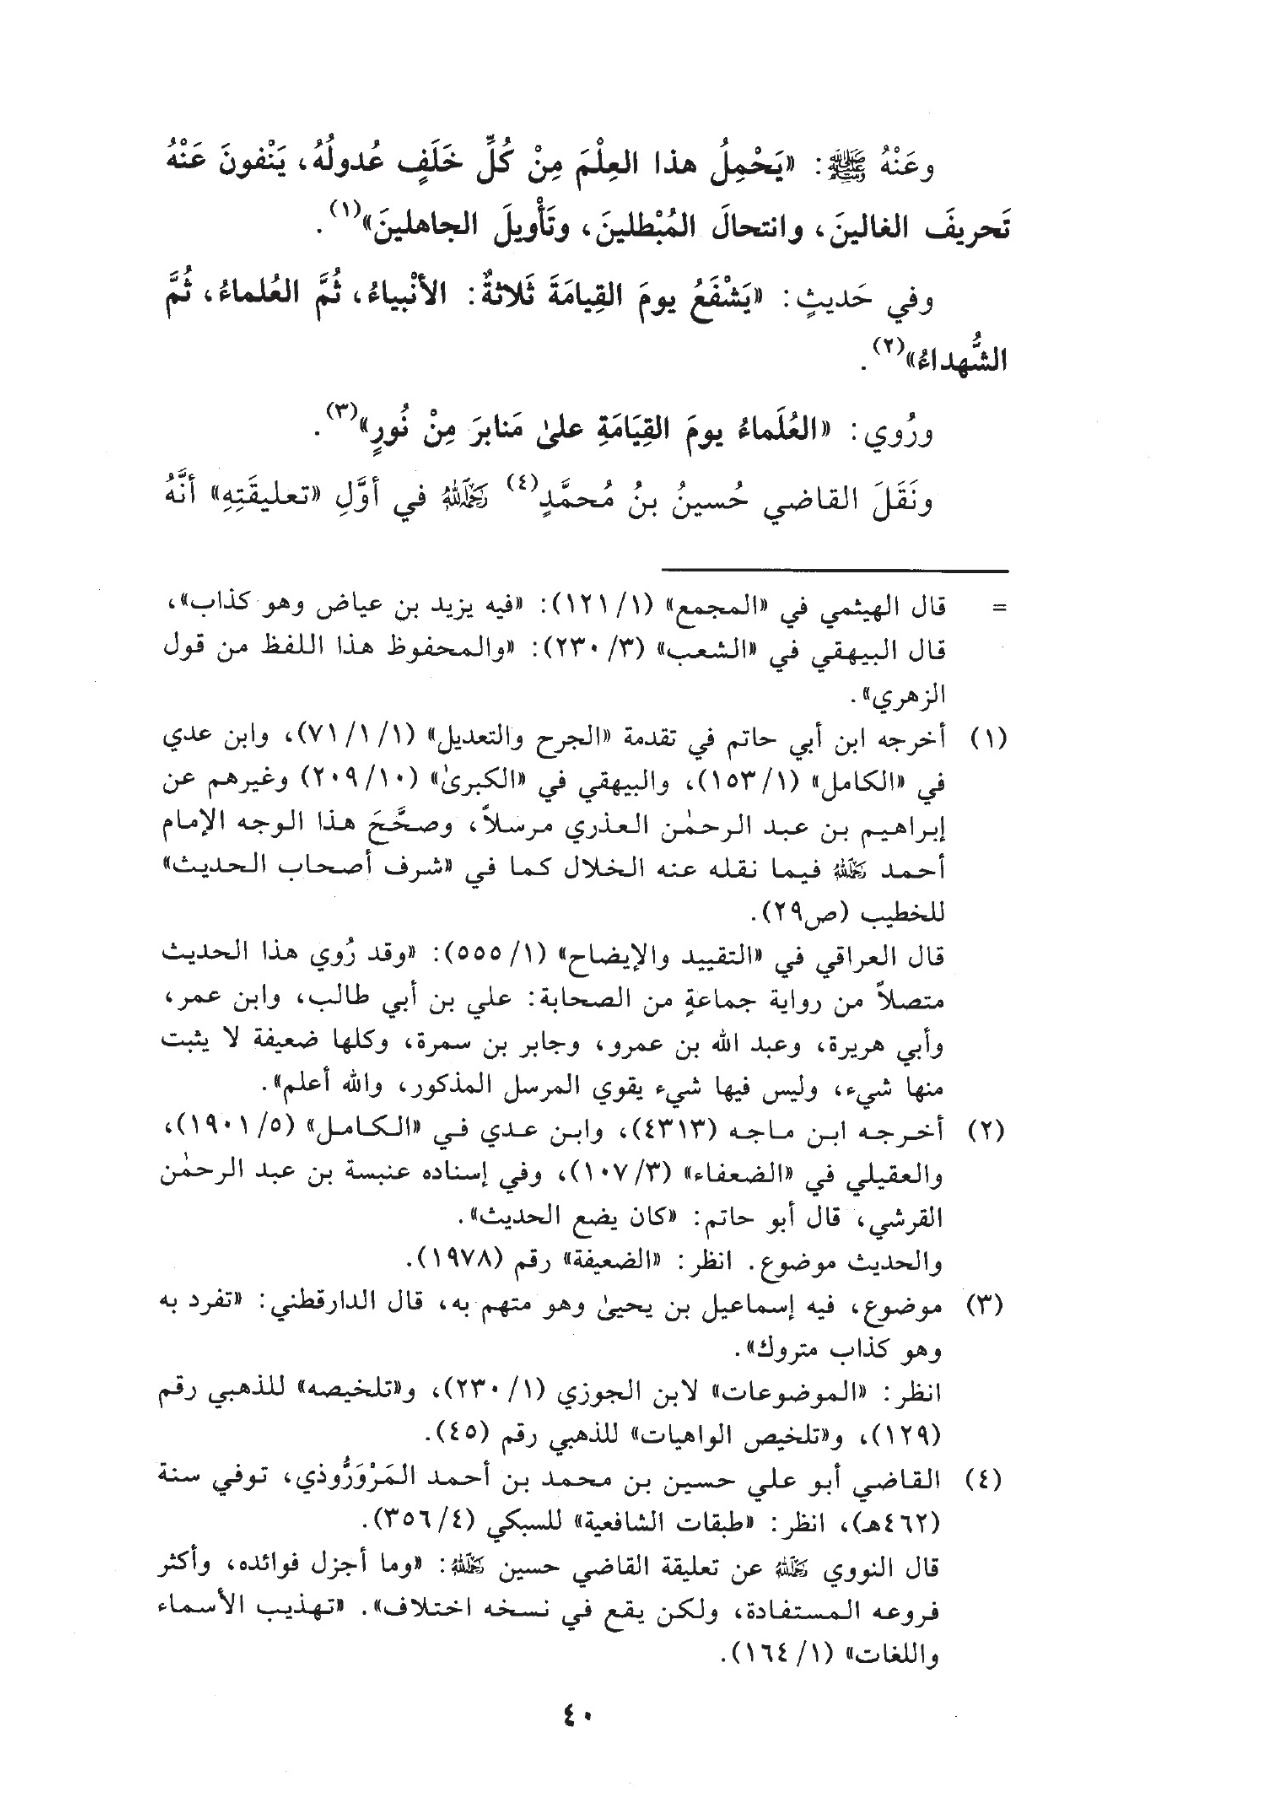 وعَنْهُ ﷺ: «يَحْمِلُ هذا العِلْمَ مِنْ كُلِّ خَلَفٍ عُدولُهُ، يَنْفونَ عَنْهُ
تَحريفَ الغالينَ، وانتحالَ المُبْطلينَ، وتَأْويلَ الجاهلينَ»(١).
وفي حَديثٍ: «يَشْفَعُ يومَ القِيامَةَ ثَلاثةٌ: الأنْبياءُ، ثُمَّ العُلماءُ، ثُمَّ
الشُّهداءُ»(٢).
ورُوي: «العُلَماءُ يومَ القِيَامَةِ علىٰ مَنابرَ مِنْ نُورٍ»(٣).
ونَقَلَ القاضي حُسينُ بنُ مُحمَّدٍ(٤) رَحِمَهُ اللهُ في أوَّلِ «تعليقَتِهِ» أنَّهُ
= قال الهيثمي في «المجمع» (١/ ١٢١): «فيه يزيد بن عياض وهو كذاب»،
قال البيهقي في «الشعب» (٣/ ٢٣٠): «والمحفوظ هذا اللفظ من قول
الزهري».
(١) أخرجه ابن أبي حاتم في تقدمة «الجرح والتعديل» (١/ ١/ ٧١)، وابن عدي
في «الكامل» (١/ ١٥٣)، والبيهقي في «الكبرىٰ» (١٠/ ٢٠٩) وغيرهم عن
إبراهيم بن عبد الرحمٰن العذري مرسلاً، وصحَّحَ هذا الوجه الإمام
أحمد رَحِمَهُ اللهُ فيما نقله عنه الخلال كما في «شرف أصحاب الحديث»
للخطيب (ص٢٩).
قال العراقي في «التقييد والإيضاح» (١/ ٥٥٥): «وقد رُوي هذا الحديث
متصلاً من رواية جماعةٍ من الصحابة: علي بن أبي طالب، وابن عمر،
وأبي هريرة، وعبد الله بن عمرو، وجابر بن سمرة، وكلها ضعيفة لا يثبت
منها شيء، وليس فيها شيء يقوي المرسل المذكور، والله أعلم».
(٢) أخرجه ابن ماجه (٤٣١٣)، وابن عدي في «الكامل» (٥/ ١٩٠١)،
والعقيلي في «الضعفاء» (٣/ ١٠٧)، وفي إسناده عنبسة بن عبد الرحمٰن
القرشي، قال أبو حاتم: «كان يضع الحديث».
والحديث موضوع. انظر: «الضعيفة» رقم (١٩٧٨).
(٣) موضوع، فيه إسماعيل بن يحيىٰ وهو متهم به، قال الدارقطني: «تفرد به
وهو كذاب متروك».
انظر: «الموضوعات» لابن الجوزي (١/ ٢٣٠)، و«تلخيصه» للذهبي رقم
(١٢٩)، و«تلخيص الواهيات» للذهبي رقم (٤٥).
(٤) القاضي أبو علي حسين بن محمد بن أحمد المَرْوَرُّوذي، توفي سنة
(٤٦٢هـ)، انظر: «طبقات الشافعية» للسبكي (٤/ ٣٥٦).
قال النووي رَحِمَهُ اللهُ عن تعليقة القاضي حسين رَحِمَهُ اللهُ: «وما أجزل فوائده، وأكثر
فروعه المستفادة، ولكن يقع في نسخه اختلاف». «تهذيب الأسماء
واللغات» (١/ ١٦٤).
٤٠